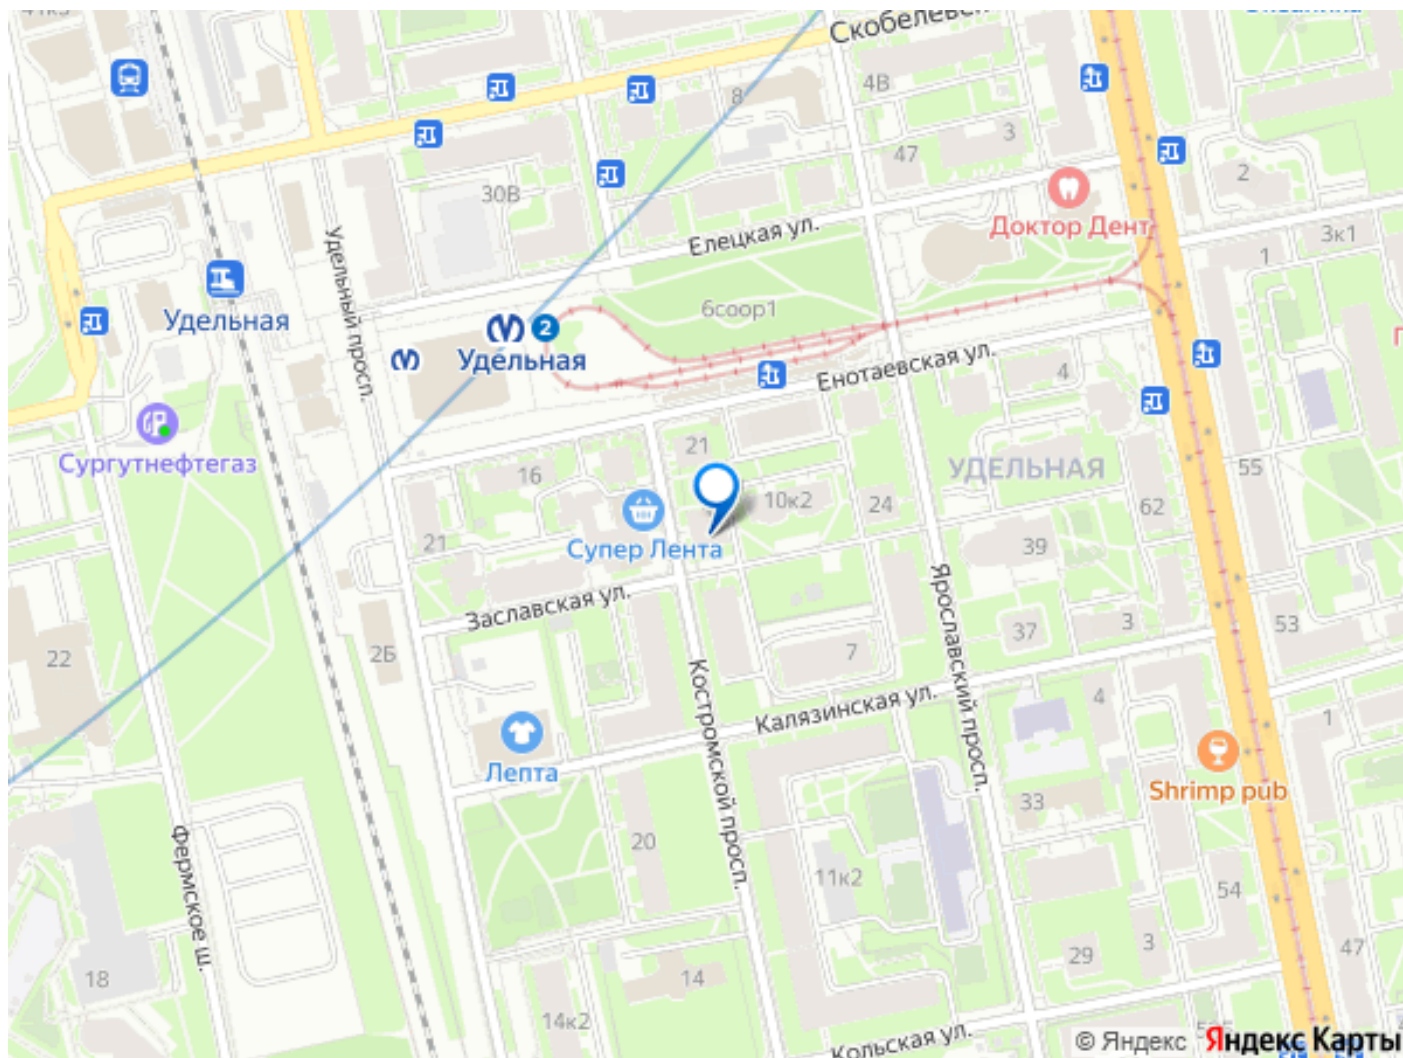 Скобелевск
4В
8
3
47
2
30В
Доктор Дент
3к1
1
Елецкая ул.
Удельный просп.
6соор1
Удельная
2
Удельная
Енотаевская ул.
4
Сургутнефтегаз
21
УДЕЛЬНАЯ
55
16
10к2
24
62
21
Супер Лента
39
Заславская ул.
Ярославский просп.
37
3
53
22
2Б
7
Костромской просп.
Калязинская ул.
4
1
Лепта
Shrimp pub
33
20
Фермское ш.
11к2
54
29
3
47
18
14
14к2
Кольская ул.
© Яндекс
Яндекс Карты